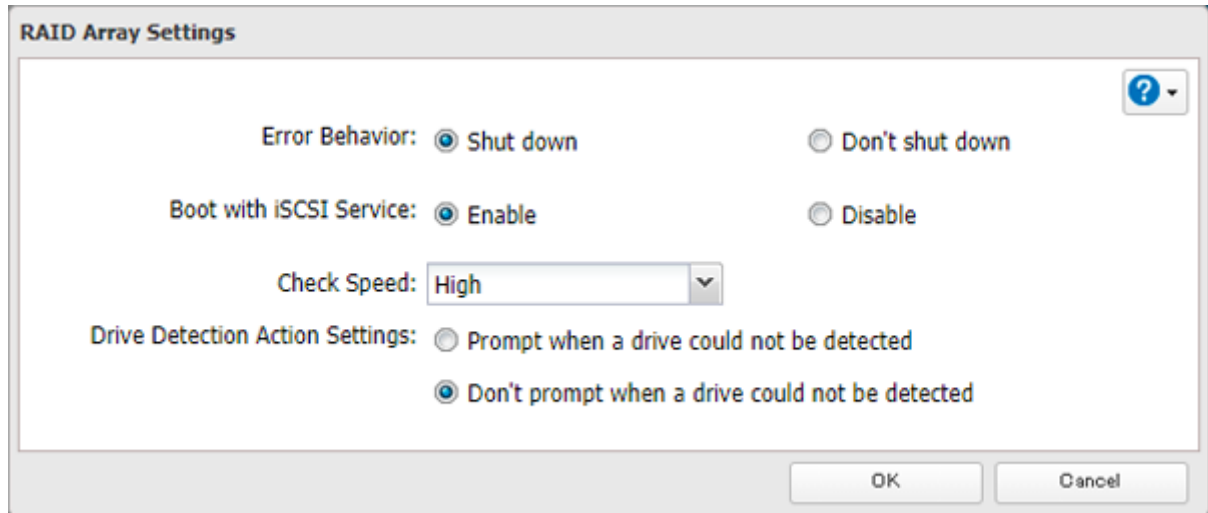 RAID Array Settings
?
Error Behavior: Shut down Don't shut down
Boot with iSCSI Service: Enable Disable
Check Speed: High
Drive Detection Action Settings: Prompt when a drive could not be detected
Don't prompt when a drive could not be detected
OK Cancel